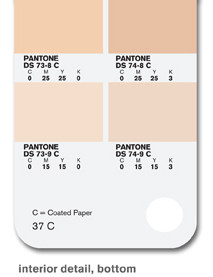 PANTONE PANTONE
DS 73-8 C DS 74-8 C
C M Y K C M Y K
0 25 25 0 0 25 25 3
PANTONE PANTONE
DS 73-9 C DS 74-9 C
C M Y K C M Y K
0 15 15 0 0 15 15 3
C = Coated Paper
37 C
interior detail, bottom